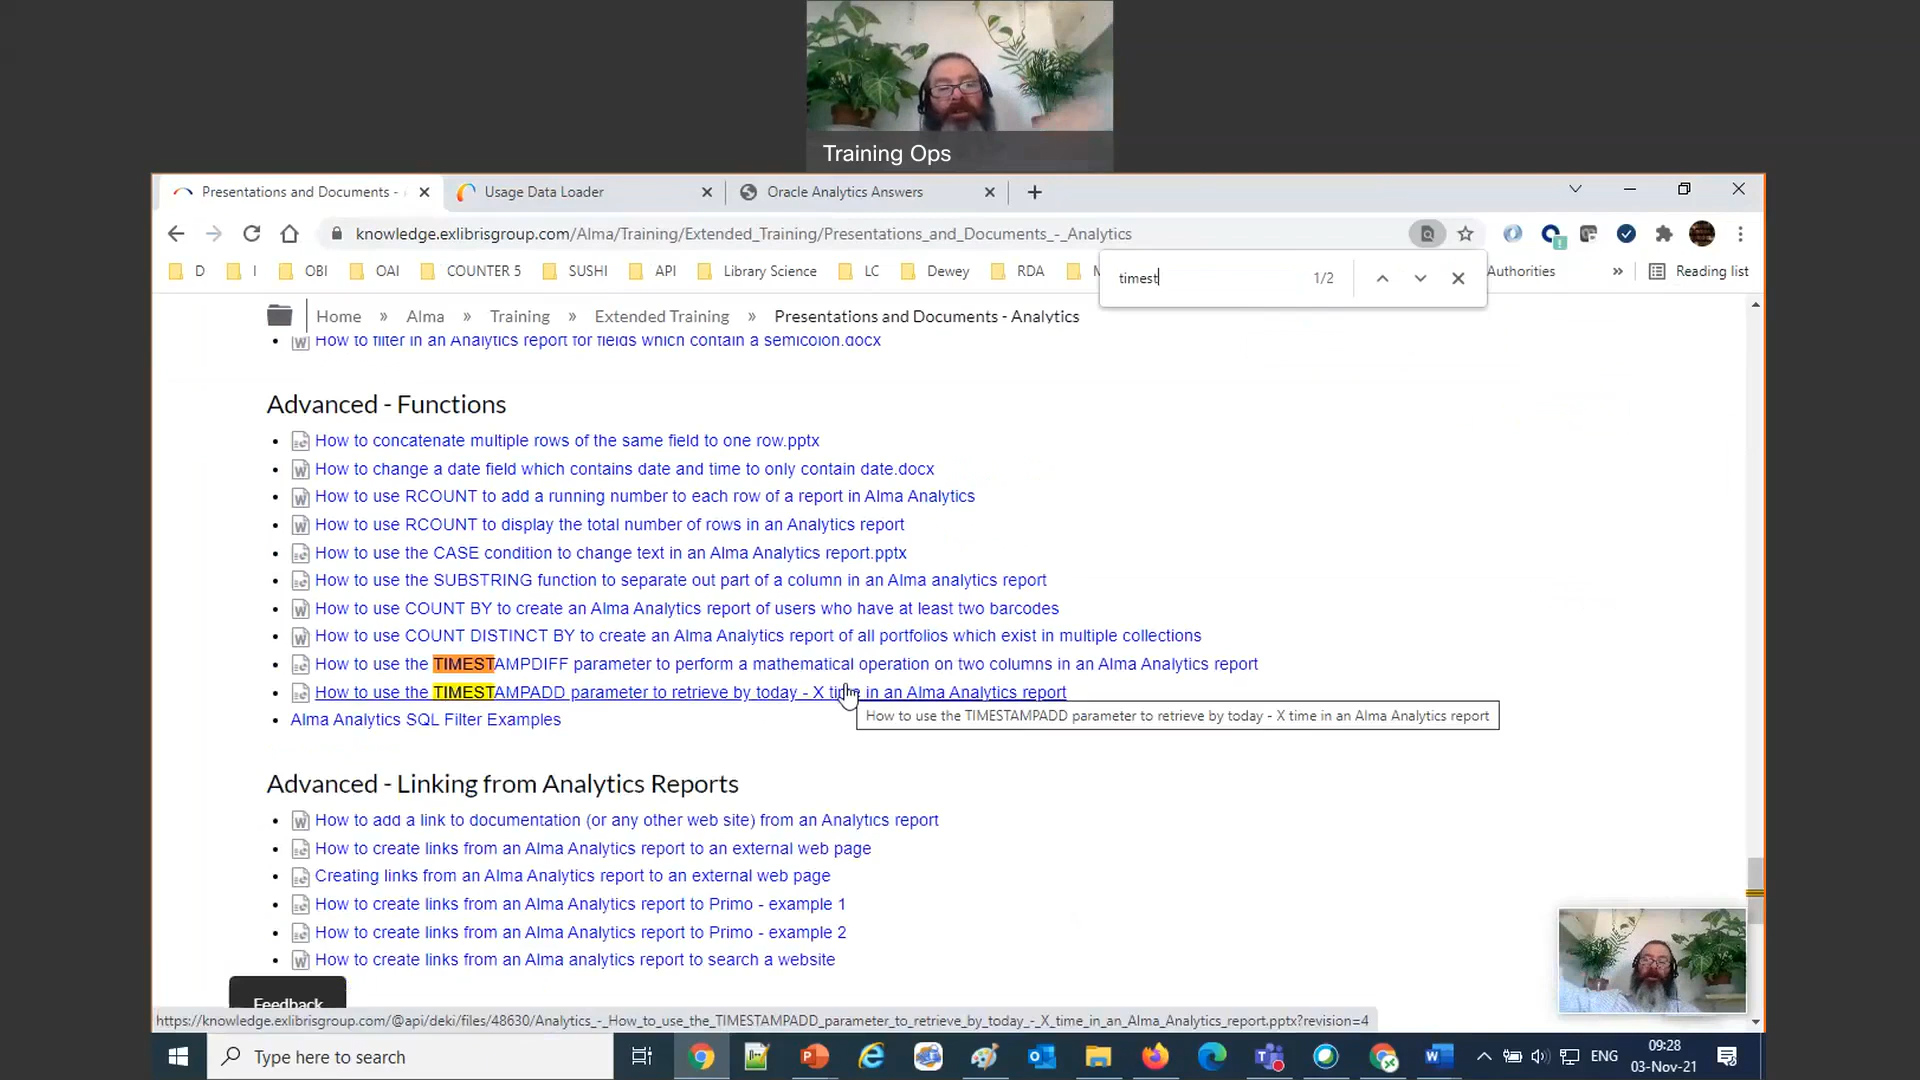 Training Ops
Presentations and Documents -
Usage Data Loader
Oracle Analytics Answers
knowledge.exlibrisgroup.com/Alma/Training/Extended_Training/Presentations_and_Documents_-_Analytics
D I OBI OAI COUNTER 5 SUSHI API Library Science LC Dewey RDA Authorities » Reading list
timest 1/2
Home » Alma » Training » Extended Training » Presentations and Documents - Analytics
How to filter in an Analytics report for fields which contain a semicolon.docx
Advanced - Functions
How to concatenate multiple rows of the same field to one row.pptx
How to change a date field which contains date and time to only contain date.docx
How to use RCOUNT to add a running number to each row of a report in Alma Analytics
How to use RCOUNT to display the total number of rows in an Analytics report
How to use the CASE condition to change text in an Alma Analytics report.pptx
How to use the SUBSTRING function to separate out part of a column in an Alma analytics report
How to use COUNT BY to create an Alma Analytics report of users who have at least two barcodes
How to use COUNT DISTINCT BY to create an Alma Analytics report of all portfolios which exist in multiple collections
How to use the TIMESTAMPDIFF parameter to perform a mathematical operation on two columns in an Alma Analytics report
How to use the TIMESTAMPADD parameter to retrieve by today - X time in an Alma Analytics report
How to use the TIMESTAMPADD parameter to retrieve by today - X time in an Alma Analytics report
Alma Analytics SQL Filter Examples
Advanced - Linking from Analytics Reports
How to add a link to documentation (or any other web site) from an Analytics report
How to create links from an Alma Analytics report to an external web page
Creating links from an Alma Analytics report to an external web page
How to create links from an Alma Analytics report to Primo - example 1
How to create links from an Alma Analytics report to Primo - example 2
How to create links from an Alma analytics report to search a website
Feedback
https://knowledge.exlibrisgroup.com/@api/deki/files/48630/Analytics_-_How_to_use_the_TIMESTAMPADD_parameter_to_retrieve_by_today_-_X_time_in_an_Alma_Analytics_report.pptx?revision=4
Type here to search
ENG
09:28
03-Nov-21